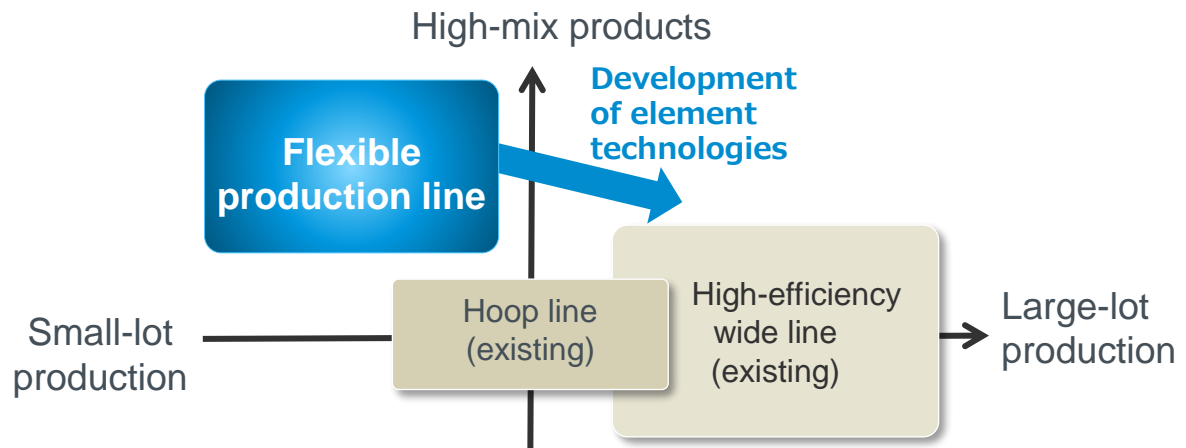 High-mix products
Development
of element
technologies
Flexible
production line
Hoop line
(existing)
High-efficiency
wide line
(existing)
Small-lot
production
Large-lot
production